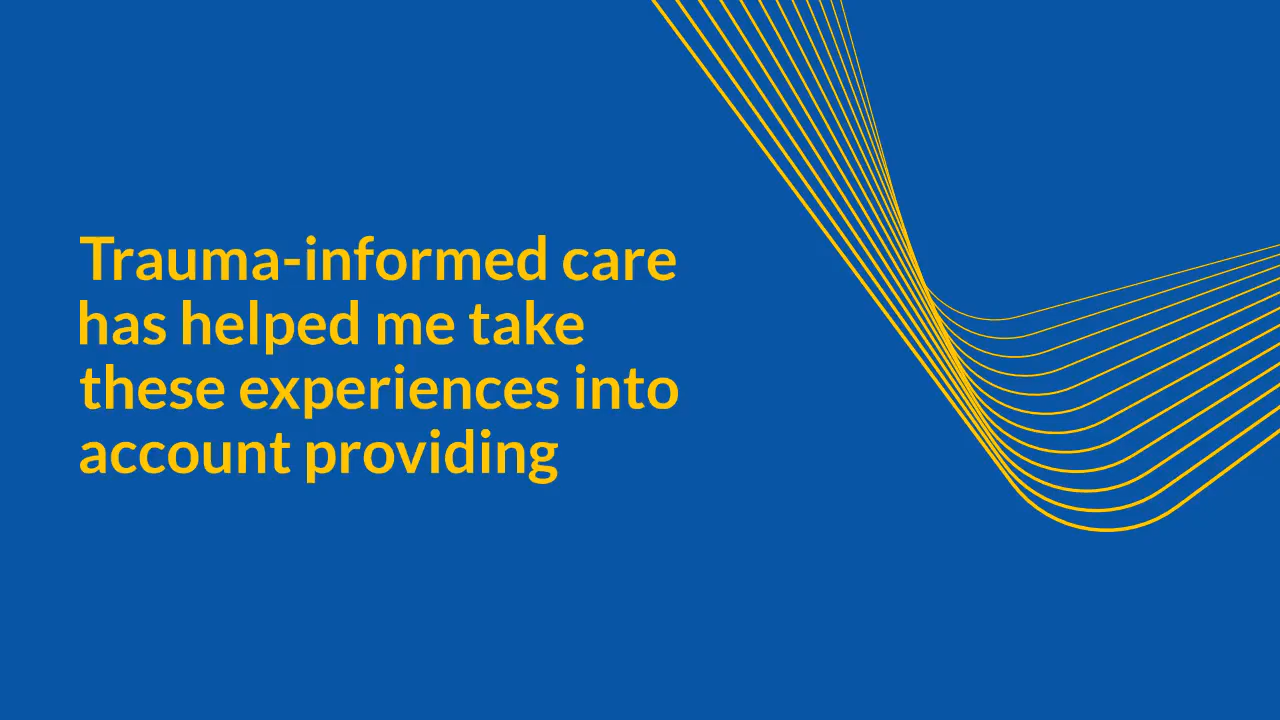 Trauma-informed care
has helped me take
these experiences into
account providing